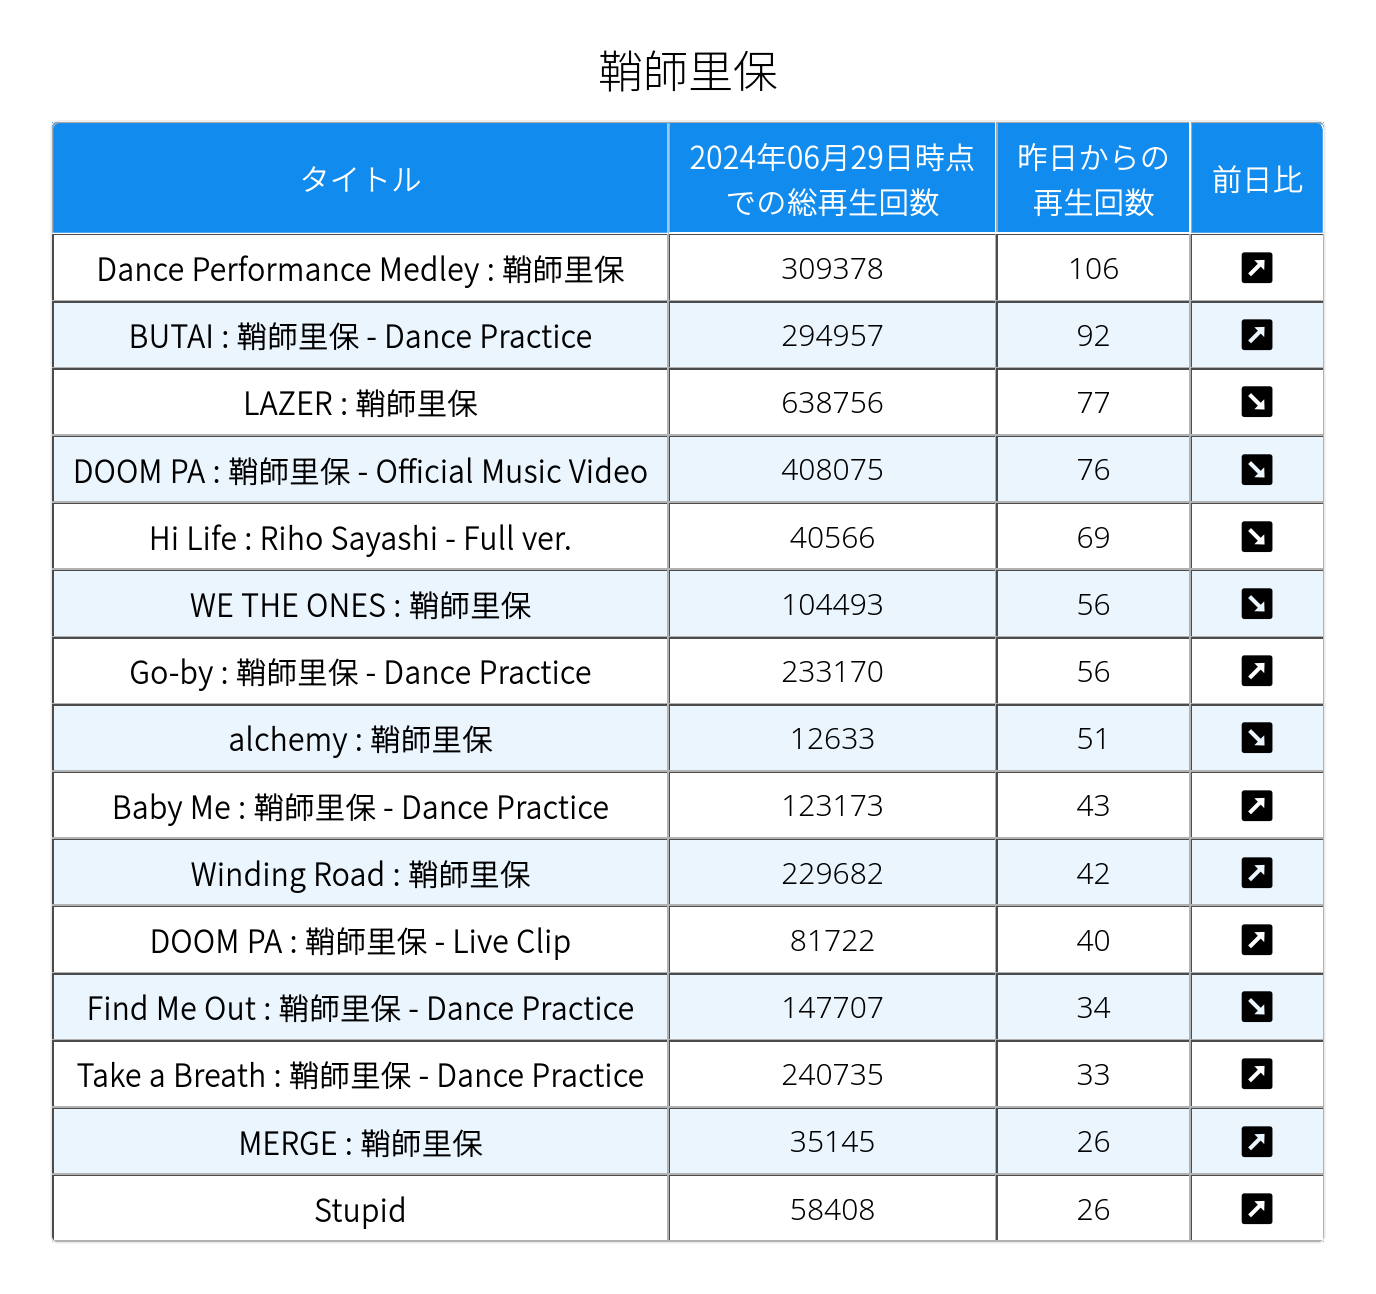 鞘師里保
タイトル
2024年06月29日時点
での総再生回数
昨日からの
再生回数
前日比
Dance Performance Medley : 鞘師里保 309378 106
BUTAI : 鞘師里保 - Dance Practice 294957 92
LAZER : 鞘師里保 638756 77
DOOM PA : 鞘師里保 - Official Music Video 408075 76
Hi Life : Riho Sayashi - Full ver. 40566 69
WE THE ONES : 鞘師里保 104493 56
Go-by : 鞘師里保 - Dance Practice 233170 56
alchemy : 鞘師里保 12633 51
Baby Me : 鞘師里保 - Dance Practice 123173 43
Winding Road : 鞘師里保 229682 42
DOOM PA : 鞘師里保 - Live Clip 81722 40
Find Me Out : 鞘師里保 - Dance Practice 147707 34
Take a Breath : 鞘師里保 - Dance Practice 240735 33
MERGE : 鞘師里保 35145 26
Stupid 58408 26